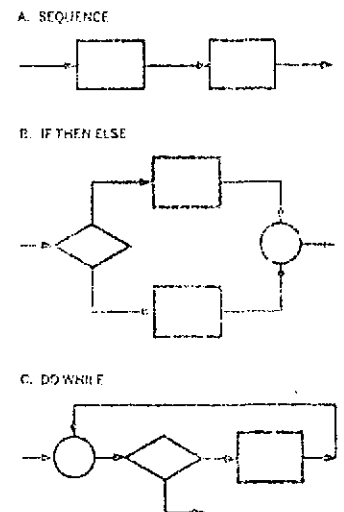 A. SEQUENCE
B. IF THEN ELSE
C. DO WHILE